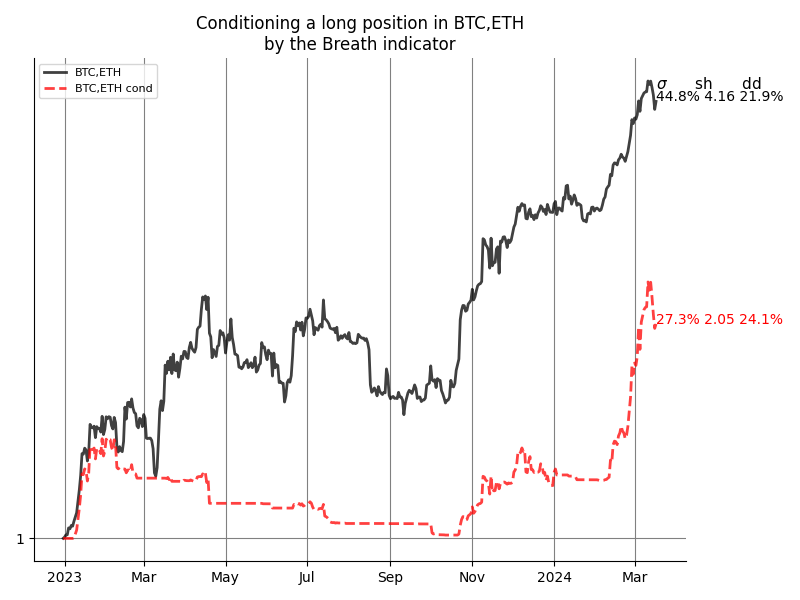 Conditioning a long position in BTC,ETH
by the Breath indicator
BTC,ETH
BTC,ETH cond
σ sh dd
44.8% 4.16 21.9%
27.3% 2.05 24.1%
1
2023 Mar May Jul Sep Nov 2024 Mar